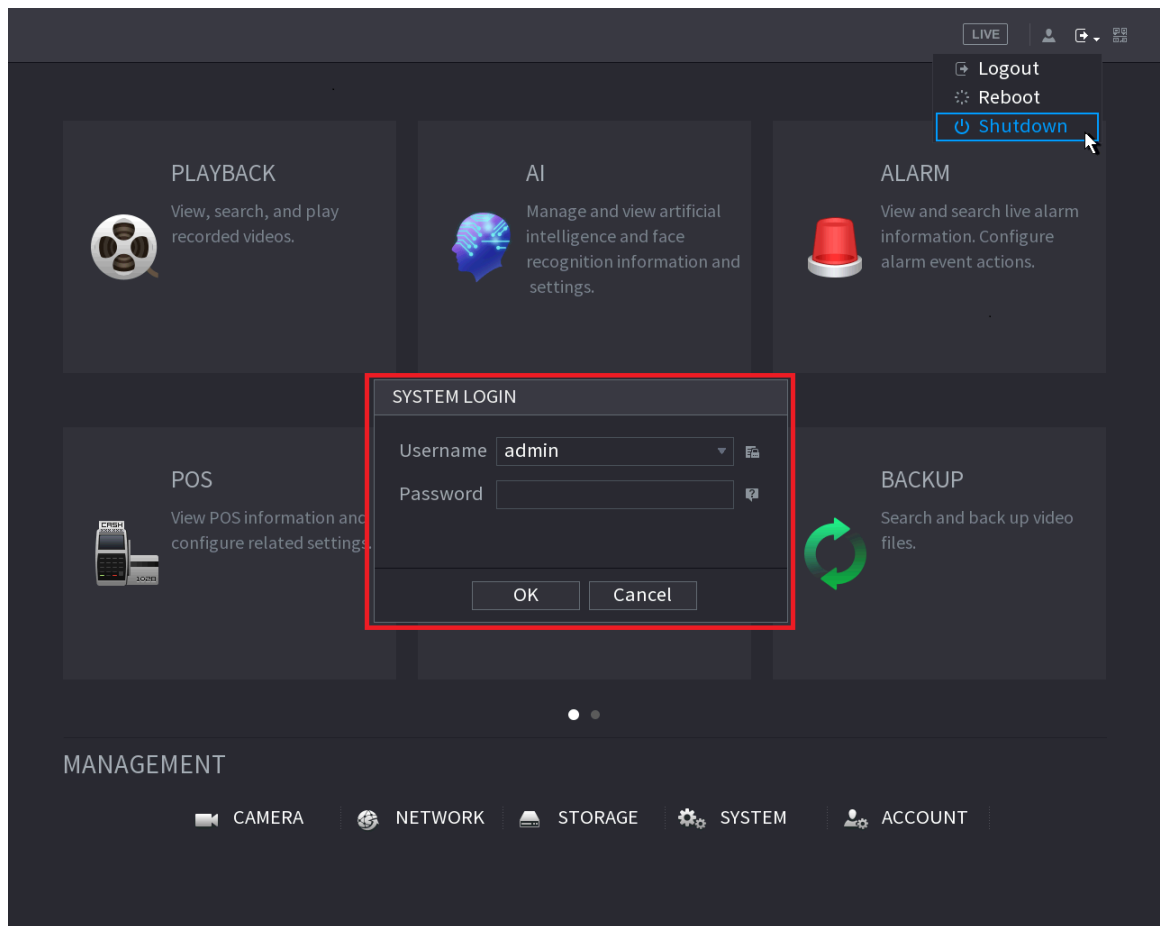 LIVE
Logout
Reboot
Shutdown
PLAYBACK
View, search, and play
recorded videos.
AI
Manage and view artificial
intelligence and face
recognition information and
settings.
ALARM
View and search live alarm
information. Configure
alarm event actions.
SYSTEM LOGIN
Username admin
Password
OK Cancel
POS
View POS information and
configure related settings.
CASH
BACKUP
Search and back up video
files.
MANAGEMENT
CAMERA NETWORK STORAGE SYSTEM ACCOUNT